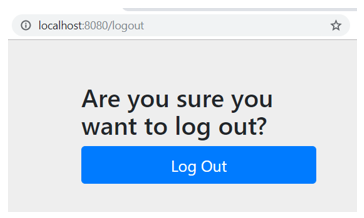 localhost:8080/logout
Are you sure you
want to log out?
Log Out